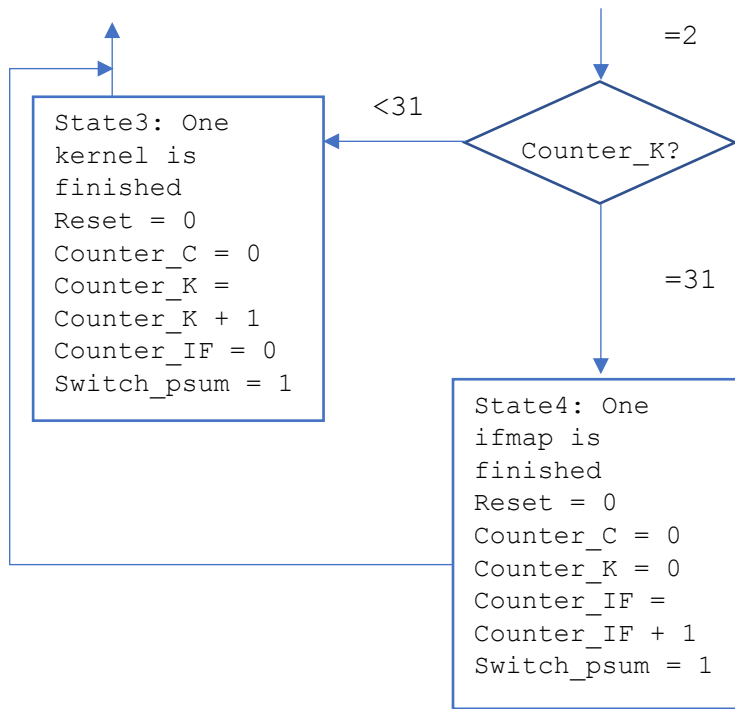 =2
<31
Counter_K?
State3: One
kernel is
finished
Reset = 0
Counter_C = 0
Counter_K =
Counter_K + 1
Counter_IF = 0
Switch_psum = 1
=31
State4: One
ifmap is
finished
Reset = 0
Counter_C = 0
Counter_K = 0
Counter_IF =
Counter_IF + 1
Switch_psum = 1